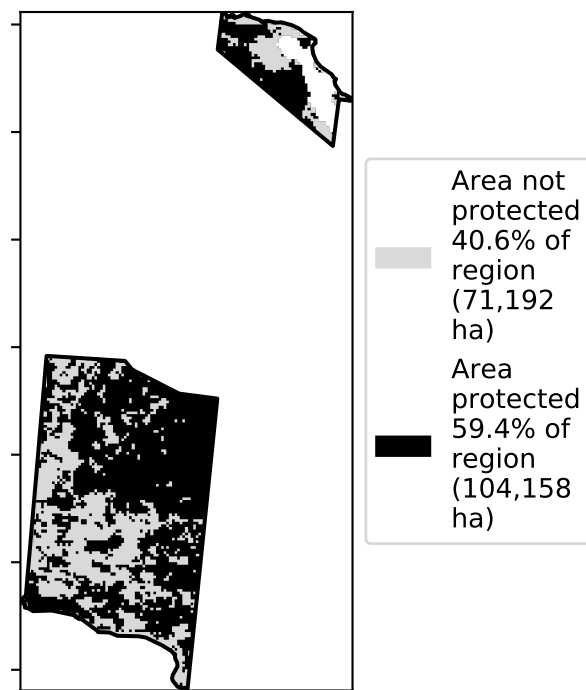 Area not
protected
40.6% of
region
(71,192
ha)
Area
protected
59.4% of
region
(104,158
ha)